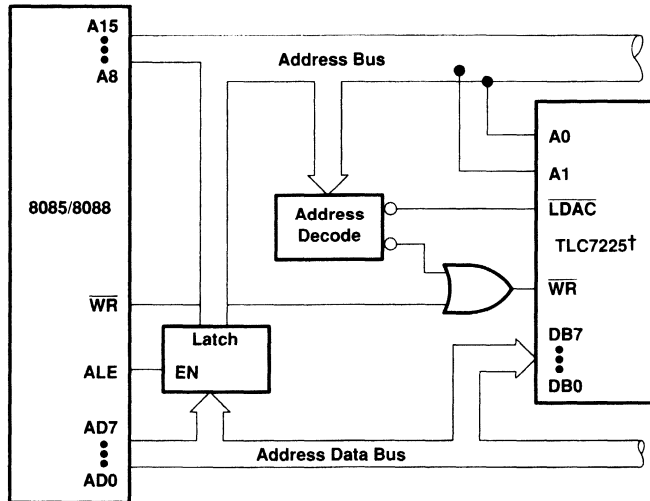 A15
A8
8085/8088
WR
ALE
AD7
AD0
Address Bus
Address
Decode
Latch
EN
Address Data Bus
A0
A1
LDAC
TLC7225†
WR
DB7
DB0